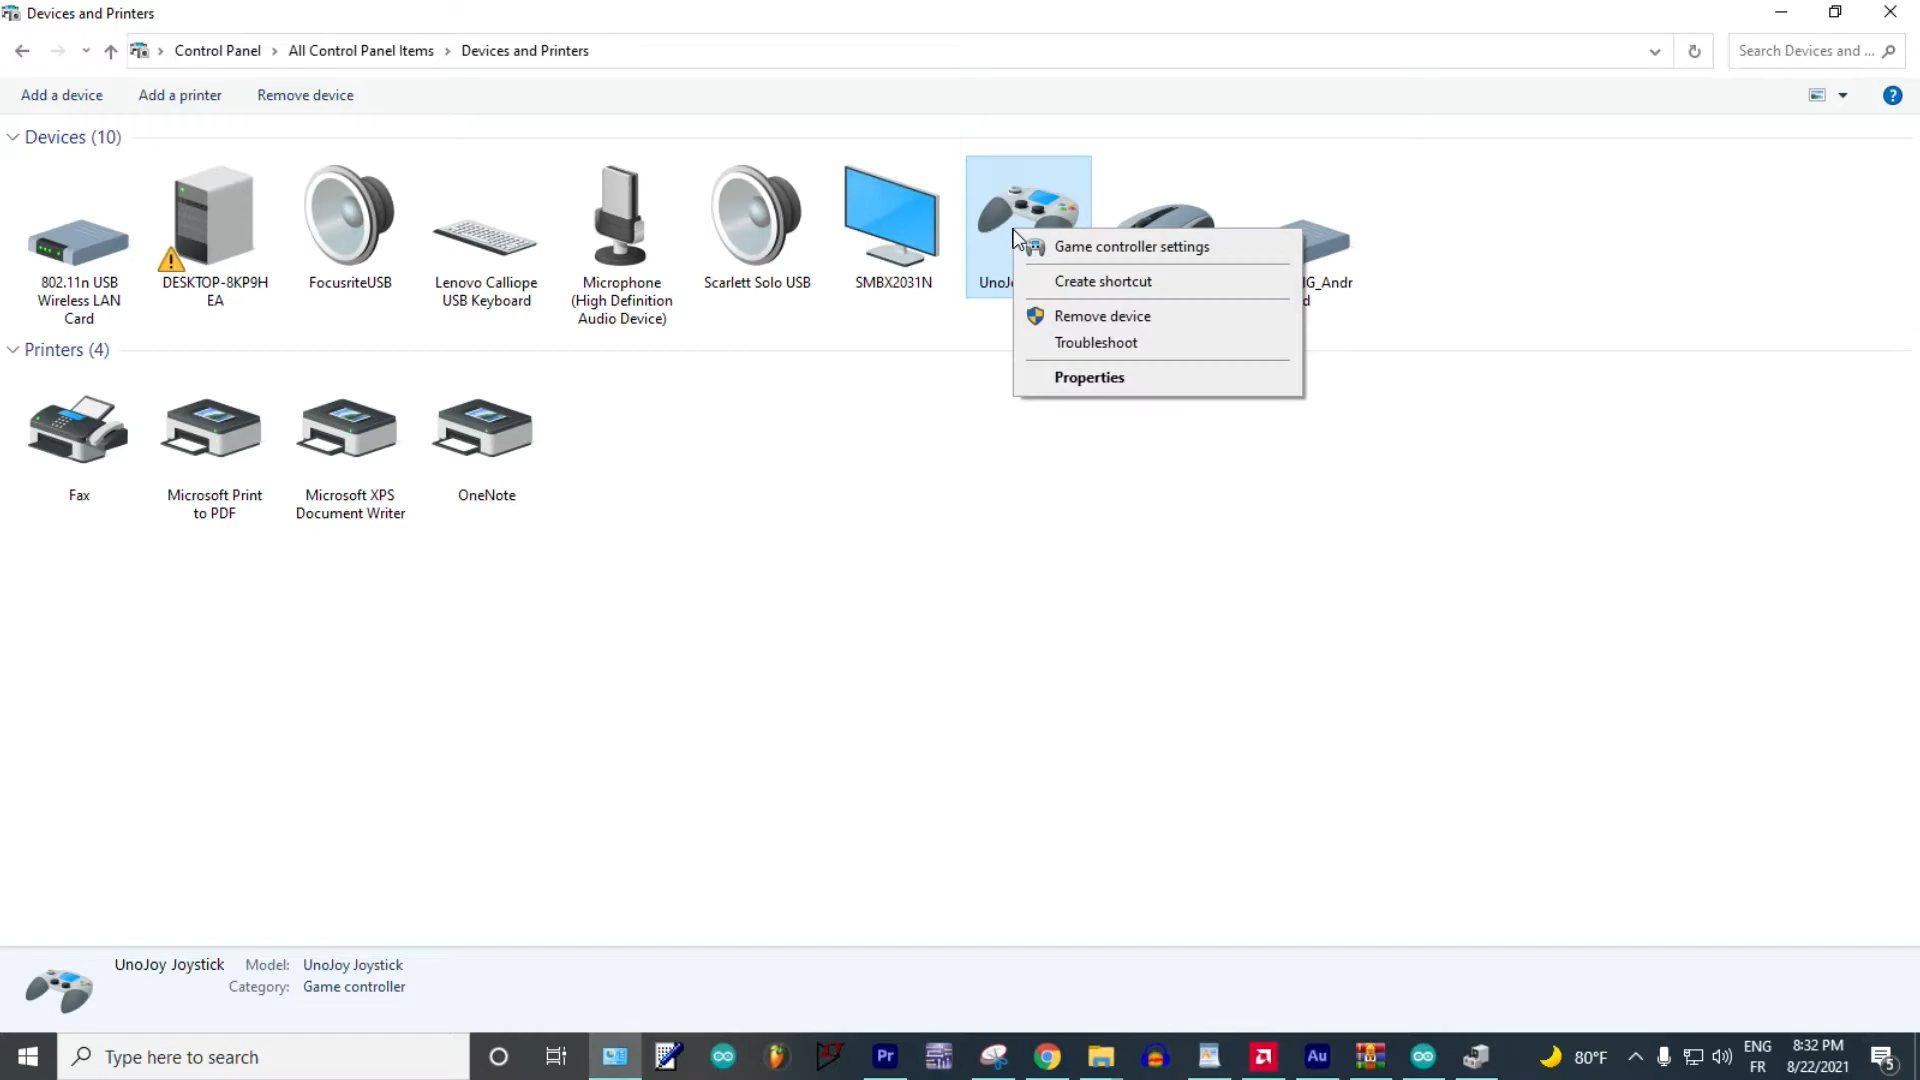 Devices and Printers
Control Panel > All Control Panel Items > Devices and Printers
Search Devices and ...
Add a device
Add a printer
Remove device
Devices (10)
802.11n USB
Wireless LAN
Card
DESKTOP-8KP9H
EA
FocusriteUSB
Lenovo Calliope
USB Keyboard
Microphone
(High Definition
Audio Device)
Scarlett Solo USB
SMBX2031N
Game controller settings
Create shortcut
Remove device
Troubleshoot
Properties
Printers (4)
Fax
Microsoft Print
to PDF
Microsoft XPS
Document Writer
OneNote
UnoJoy Joystick
Model: UnoJoy Joystick
Category: Game controller
Type here to search
Pr
Au
80°F
ENG
FR
8:32 PM
8/22/2021
5